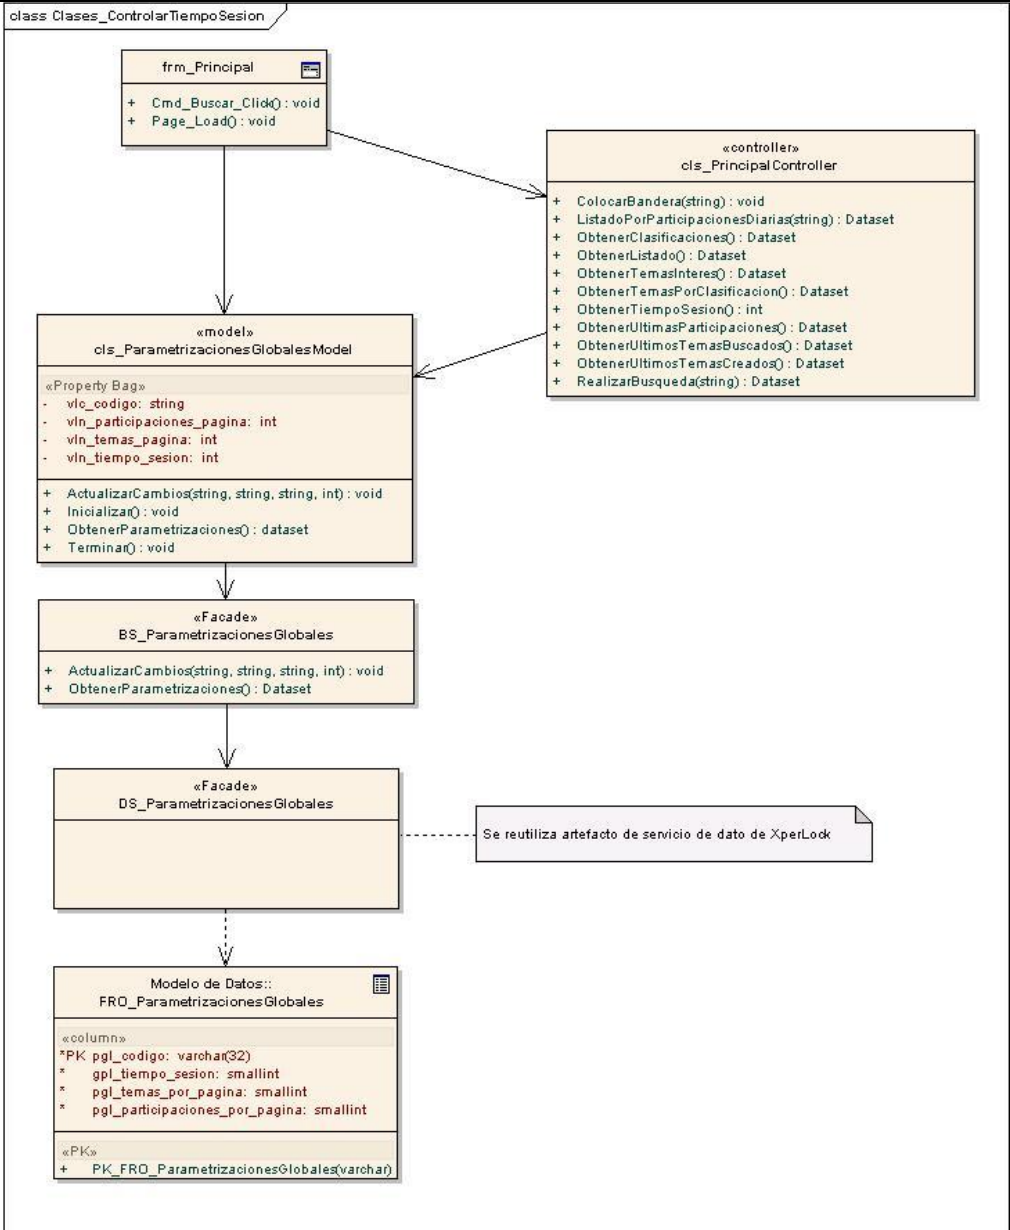 class Clases_ControlarTiempoSesion
frm_Principal
+ Cmd_Buscar_Click() : void
+ Page_Load() : void
«controller»
cls_PrincipalController
+ ColocarBandera(string) : void
+ ListadoPorParticipacionesDiarias(string) : Dataset
+ ObtenerClasificaciones() : Dataset
+ ObtenerListado() : Dataset
+ ObtenerTemasInteres() : Dataset
+ ObtenerTemasPorClasificacion() : Dataset
+ ObtenerTiempoSesion() : int
+ ObtenerUltimasParticipaciones() : Dataset
+ ObtenerUltimosTemasBuscados() : Dataset
+ ObtenerUltimosTemasCreados() : Dataset
+ RealizarBusqueda(string) : Dataset
«model»
cls_ParametrizacionesGlobalesModel
«Property Bag»
- vlc_codigo: string
- vln_participaciones_pagina: int
- vln_temas_pagina: int
- vln_tiempo_sesion: int
+ ActualizarCambios(string, string, string, int) : void
+ Inicializar() : void
+ ObtenerParametrizaciones() : dataset
+ Terminar() : void
«Facade»
BS_ParametrizacionesGlobales
+ ActualizarCambios(string, string, string, int) : void
+ ObtenerParametrizaciones() : Dataset
«Facade»
DS_ParametrizacionesGlobales
Se reutiliza artefacto de servicio de dato de XperLock
Modelo de Datos::
FRO_ParametrizacionesGlobales
«column»
*PK pgl_codigo: varchar(32)
* gpl_tiempo_sesion: smallint
* pgl_temas_por_pagina: smallint
* pgl_participaciones_por_pagina: smallint
«PK»
+ PK_FRO_ParametrizacionesGlobales(varchar)